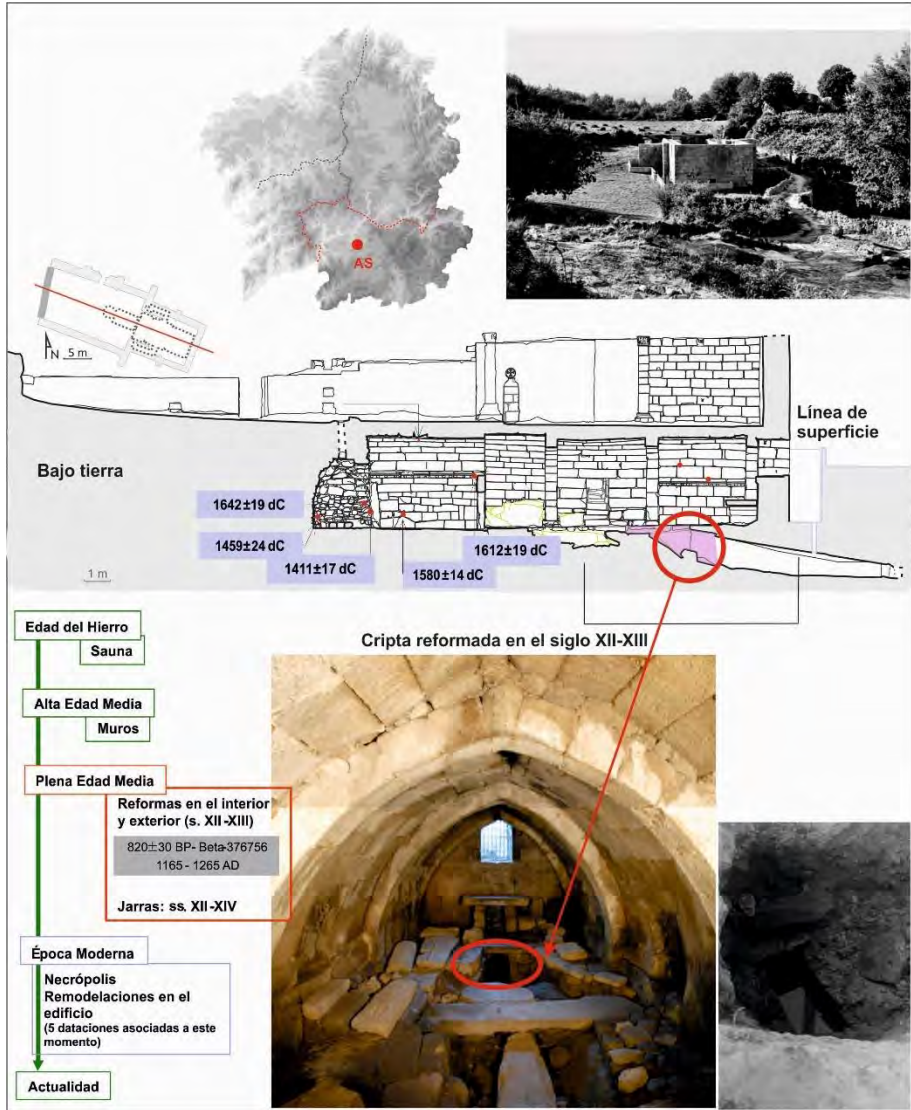 AS
N
5 m
Línea de
superficie
Bajo tierra
1642±19 dC
1459±24 dC
1411±17 dC
1580±14 dC
1612±19 dC
1 m
Cripta reformada en el siglo XII-XIII
Edad del Hierro
Sauna
Alta Edad Media
Muros
Plena Edad Media
Reformas en el interior
y exterior (s. XII-XIII)
820±30 BP- Beta-376756
1165 - 1265 AD
Jarras: ss. XII-XIV
Época Moderna
Necrópolis
Remodelaciones en el
edificio
(5 dataciones asociadas a este
momento)
Actualidad